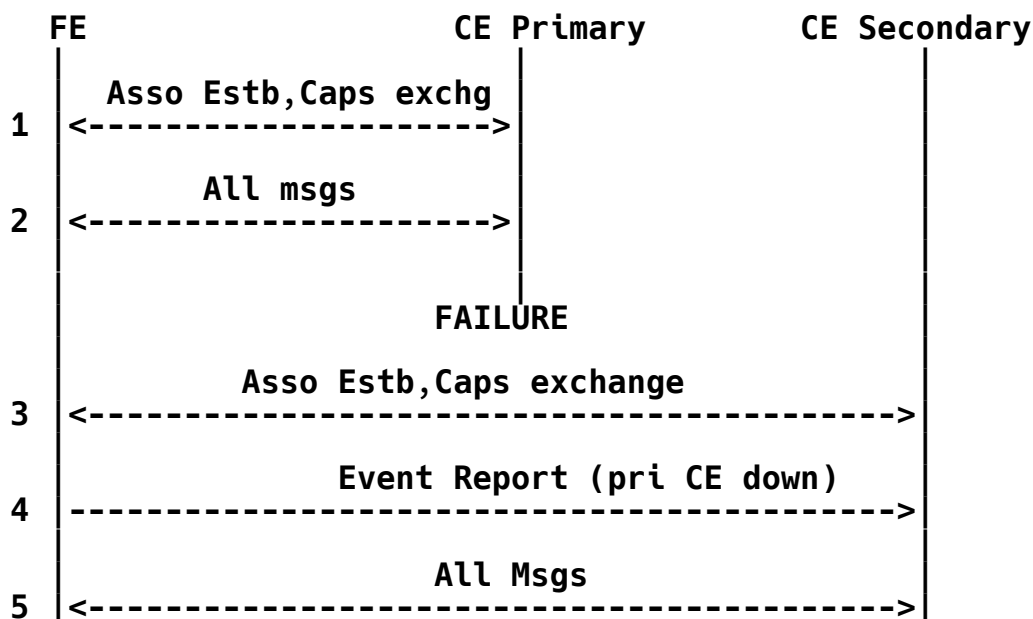 FE CE Primary CE Secondary
Asso Estb,Caps exchg
1 <--------------------->
All msgs
2 <--------------------->
FAILURE
Asso Estb,Caps exchange
3 <------------------------------------------>
Event Report (pri CE down)
4 ------------------------------------------->
All Msgs
5 <------------------------------------------>